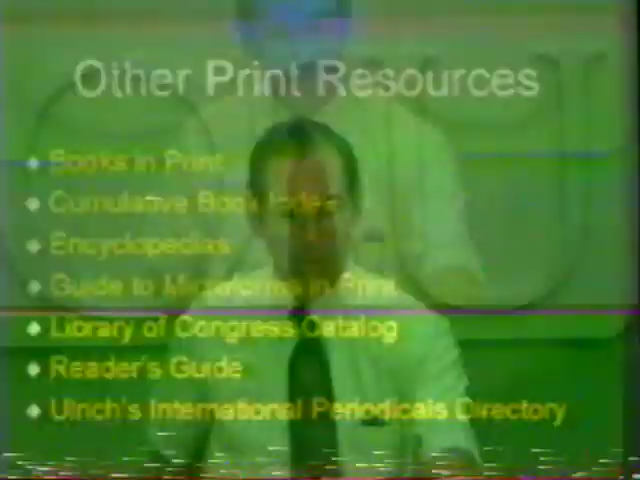 Other Print Resources
Books in Print
Cumulative Book Index
Encyclopedias
Guide to Microforms in Print
Library of Congress Catalog
Reader's Guide
Ulrich's International Periodicals Directory